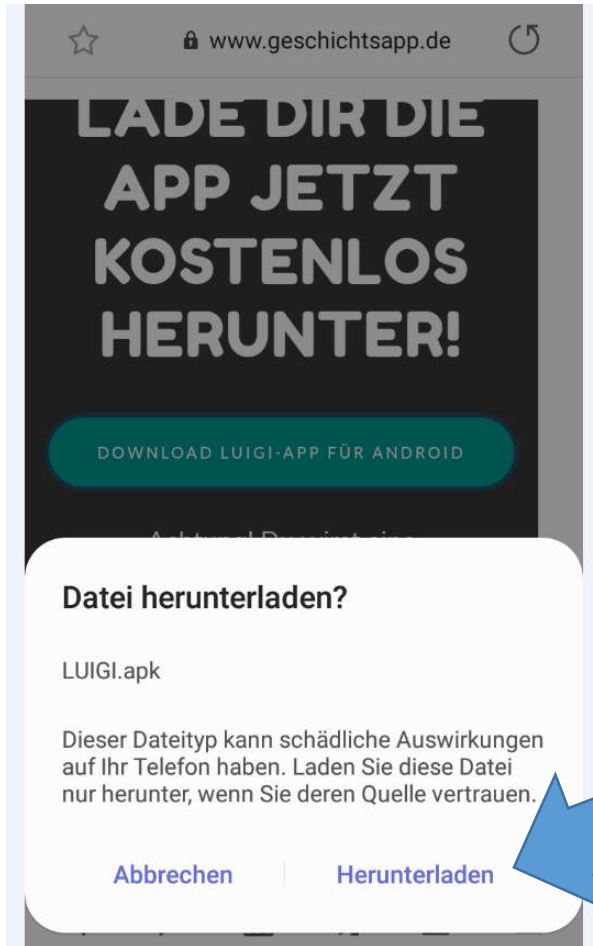 www.geschichtsapp.de
LADE DIR DIE
APP JETZT
KOSTENLOS
HERUNTER!
DOWNLOAD LUIGI-APP FÜR ANDROID
Datei herunterladen?
LUIGI.apk
Dieser Dateityp kann schädliche Auswirkungen
auf Ihr Telefon haben. Laden Sie diese Datei
nur herunter, wenn Sie deren Quelle vertrauen.
Abbrechen Herunterladen